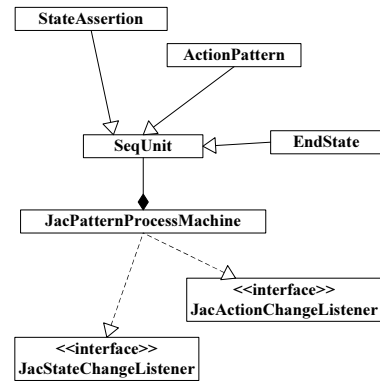 StateAssertion
ActionPattern
SeqUnit
EndState
JacPatternProcessMachine
<<interface>>
JacActionChangeListener
<<interface>>
JacStateChangeListener